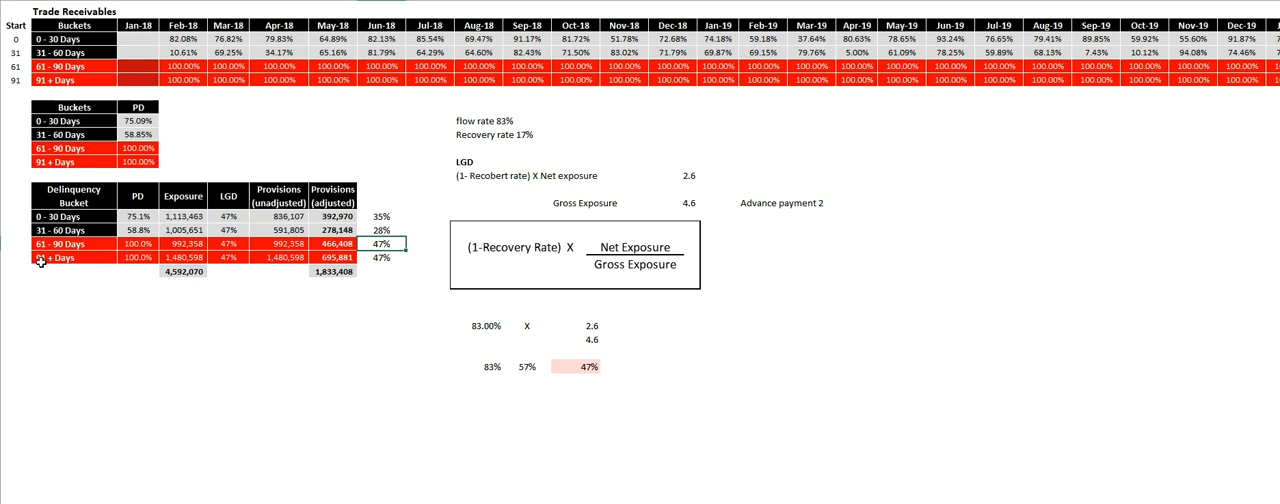 Trade Receivables
Start Buckets Jan-18 Feb-18 Mar-18 Apr-18 May-18 Jun-18 Jul-18 Aug-18 Sep-18 Oct-18 Nov-18 Dec-18 Jan-19 Feb-19 Mar-19 Apr-19 May-19 Jun-19 Jul-19 Aug-19 Sep-19 Oct-19 Nov-19 Dec-19
0 0 - 30 Days 82.08% 76.82% 79.83% 64.89% 82.13% 85.54% 69.47% 91.17% 81.72% 51.78% 72.68% 74.18% 59.18% 37.64% 80.63% 78.65% 93.24% 76.65% 79.41% 89.85% 59.92% 55.60% 91.87% 7
31 31 - 60 Days 10.61% 69.25% 34.17% 65.16% 81.79% 64.29% 64.60% 82.43% 71.50% 83.02% 71.79% 69.87% 69.15% 79.76% 5.00% 61.09% 78.25% 59.89% 68.13% 7.43% 10.12% 94.08% 74.46% 7
61 61 - 90 Days 100.00% 100.00% 100.00% 100.00% 100.00% 100.00% 100.00% 100.00% 100.00% 100.00% 100.00% 100.00% 100.00% 100.00% 100.00% 100.00% 100.00% 100.00% 100.00% 100.00% 100.00% 100.00% 100.00% 10
91 91 + Days 100.00% 100.00% 100.00% 100.00% 100.00% 100.00% 100.00% 100.00% 100.00% 100.00% 100.00% 100.00% 100.00% 100.00% 100.00% 100.00% 100.00% 100.00% 100.00% 100.00% 100.00% 100.00% 100.00% 10
Buckets PD
0 - 30 Days 75.09%
31 - 60 Days 58.85%
61 - 90 Days 100.00%
91 + Days 100.00%
flow rate 83%
Recovery rate 17%
LGD
(1- Recobert rate) X Net exposure 2.6
Gross Exposure 4.6 Advance payment 2
Delinquency Bucket PD Exposure LGD Provisions (unadjusted) Provisions (adjusted)
0 - 30 Days 75.1% 1,113,463 47% 836,107 392,970 35%
31 - 60 Days 58.8% 1,005,651 47% 591,805 278,148 28%
61 - 90 Days 100.0% 992,358 47% 992,358 466,408 47%
+ Days 100.0% 1,480,598 47% 1,480,598 695,881 47%
4,592,070 1,833,408
(1-Recovery Rate) X Net Exposure
Gross Exposure
83.00% X 2.6
4.6
83% 57% 47%